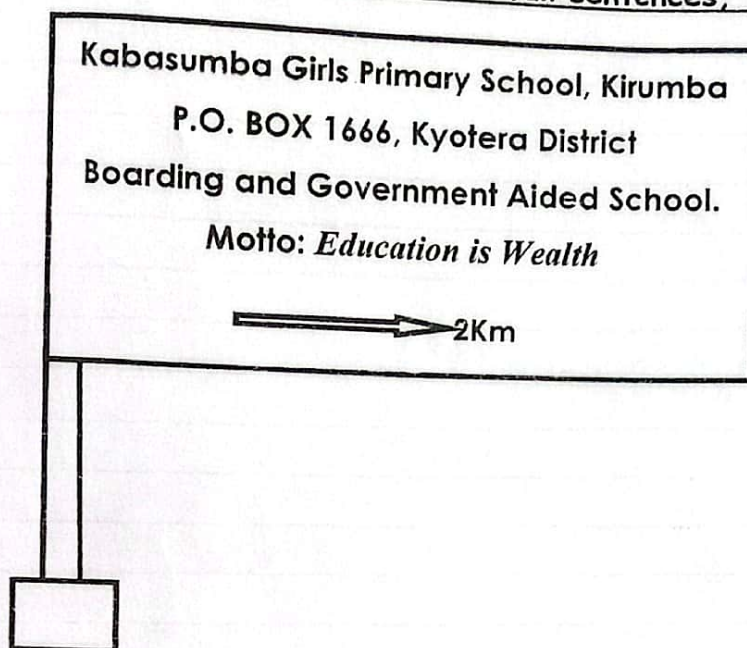 sentences,
Kabasumba Girls Primary School, Kirumba
P.O. BOX 1666, Kyotera District
Boarding and Government Aided School.
Motto: Education is Wealth
2Km